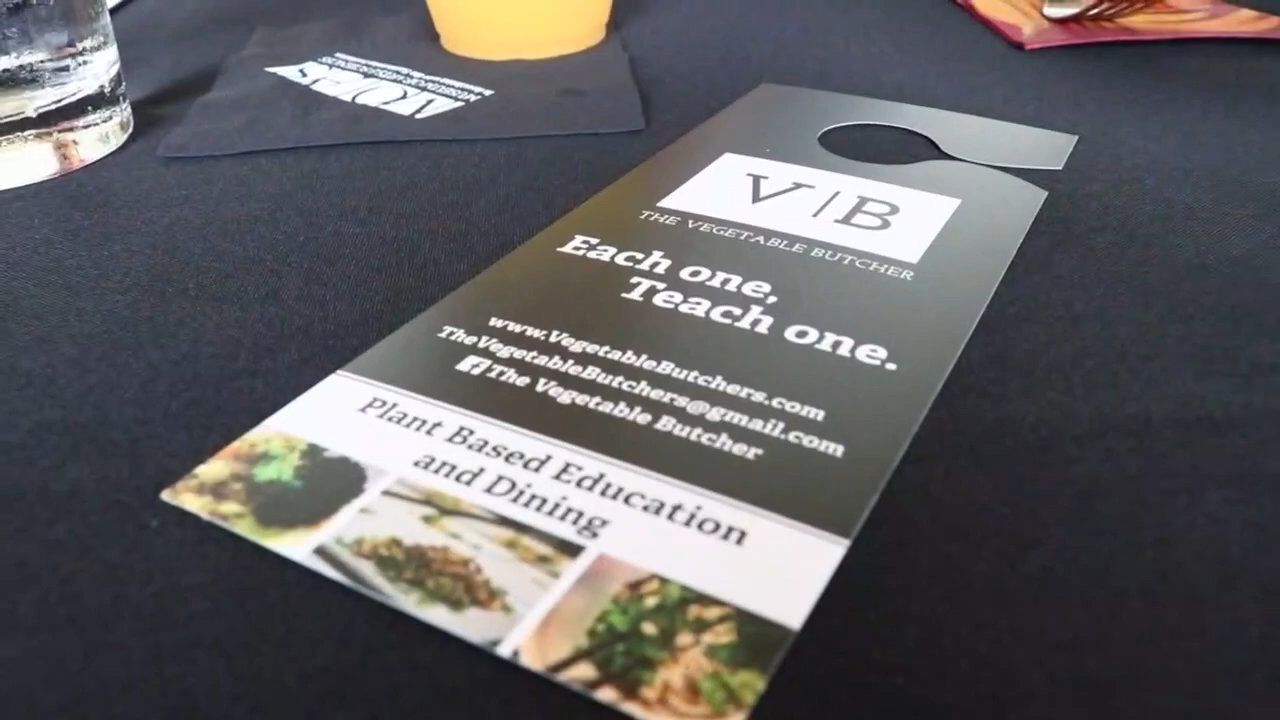 V|B
THE VEGETABLE BUTCHER
Each one,
Teach one.
www.VegetableButchers.com
TheVegetableButchers@gmail.com
The Vegetable Butcher
Plant Based Education
and Dining